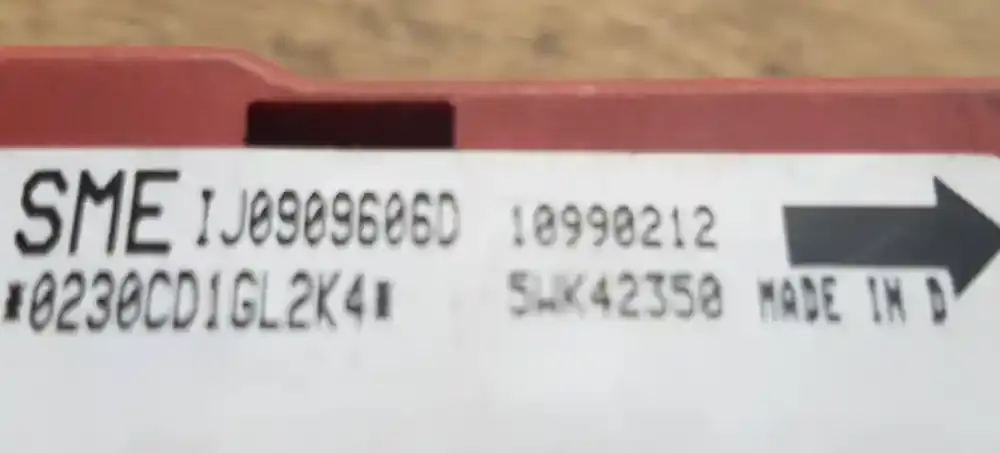 SME IJ0909606D 10990212
*0230CD1GL2K4* 5WK42350 MADE IN D